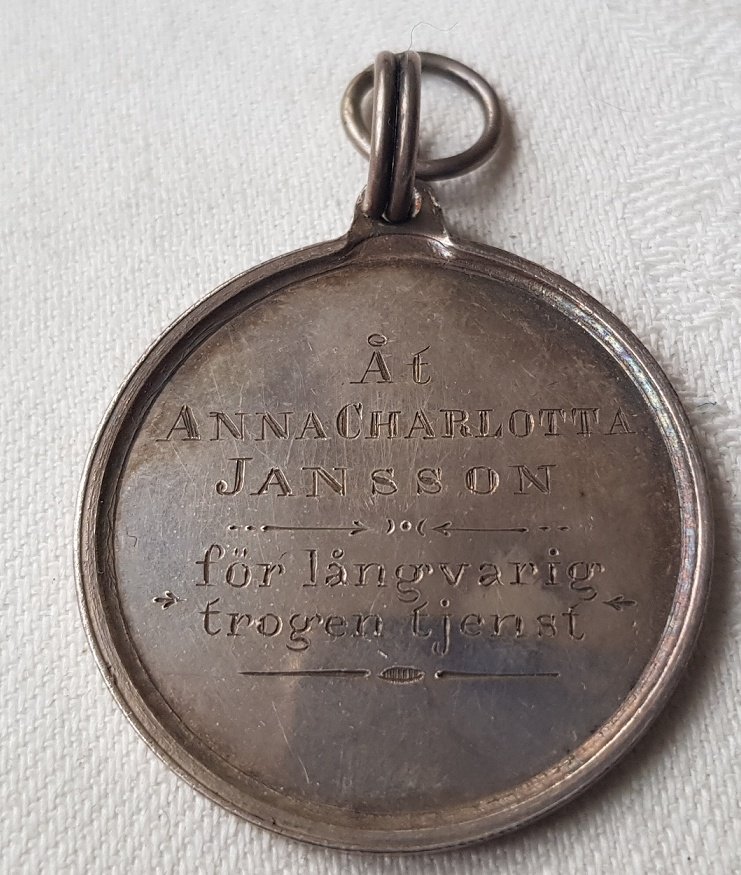 Åt
ANNA CHARLOTTA
JANSSON
för långvarig
trogen tjenst